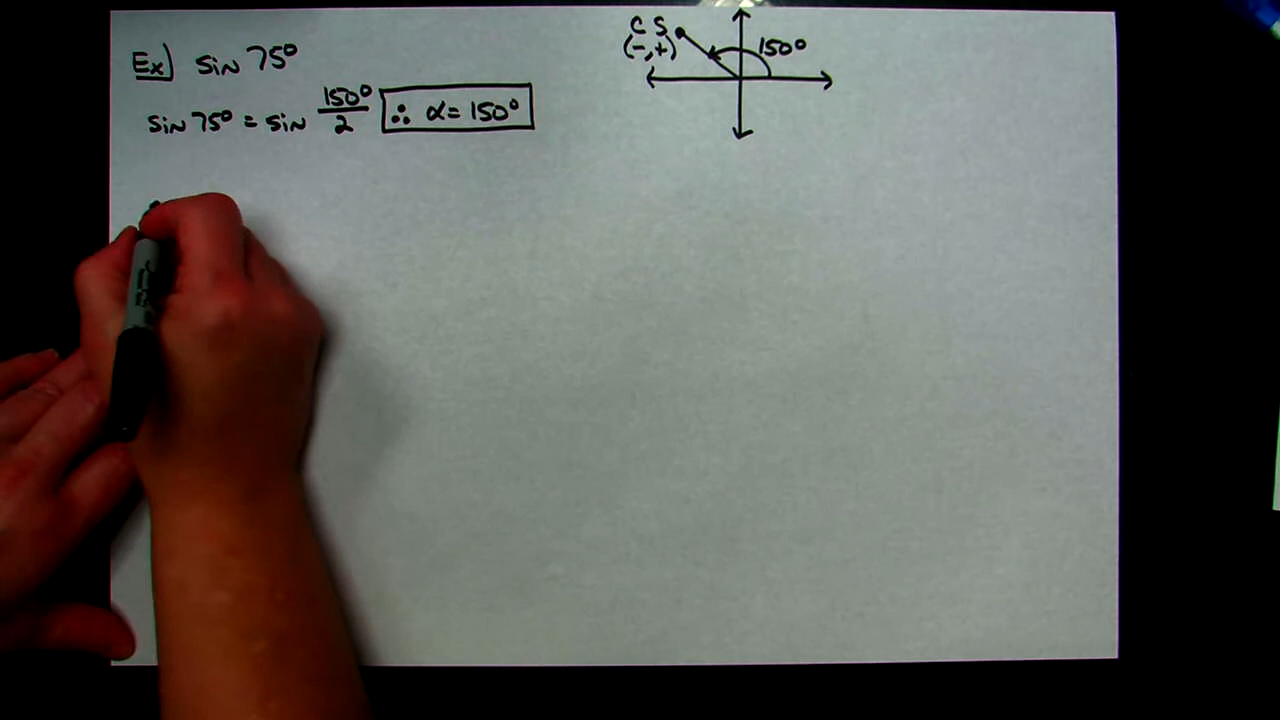 Ex) sin 75°
sin 75° = sin 150°/2 ∴ α = 150°
C S
(-, +)
150°